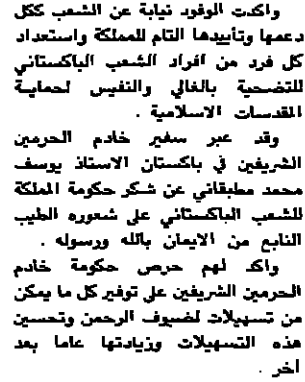 واكدت الوفود نيابة عن الشعب ككل
دعمها وتأييدها التام للمملكة واستعداد
كل فرد من افراد الشعب الباكستاني
للتضحية بالغالي والنفيس لحماية
المقدسات الاسلامية .
وقد عبر سفير خادم الحرمين
الشريفين في باكستان الاستاذ يوسف
محمد مطبقاني عن شكر حكومة المملكة
للشعب الباكستاني على شعوره الطيب
النابع من الايمان بالله ورسوله .
واكد لهم حرص حكومة خادم
الحرمين الشريفين على توفير كل ما يمكن
من تسهيلات لضيوف الرحمن وتحسين
هذه التسهيلات وزيادتها عاما بعد
اخر .